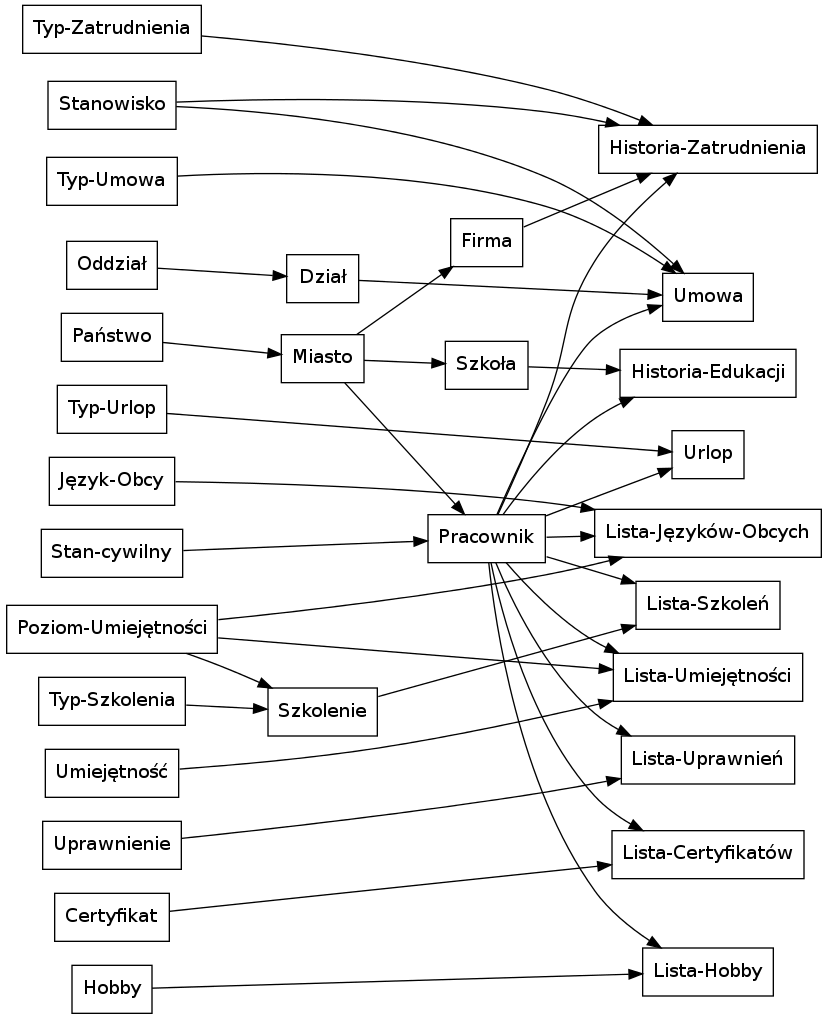 Typ-Zatrudnienia
Stanowisko
Historia-Zatrudnienia
Typ-Umowa
Firma
Oddział
Dział
Umowa
Państwo
Miasto
Szkoła
Historia-Edukacji
Typ-Urlop
Urlop
Język-Obcy
Stan-cywilny
Pracownik
Lista-Języków-Obcych
Lista-Szkoleń
Poziom-Umiejętności
Lista-Umiejętności
Typ-Szkolenia
Szkolenie
Umiejętność
Lista-Uprawnień
Uprawnienie
Lista-Certyfikatów
Certyfikat
Lista-Hobby
Hobby